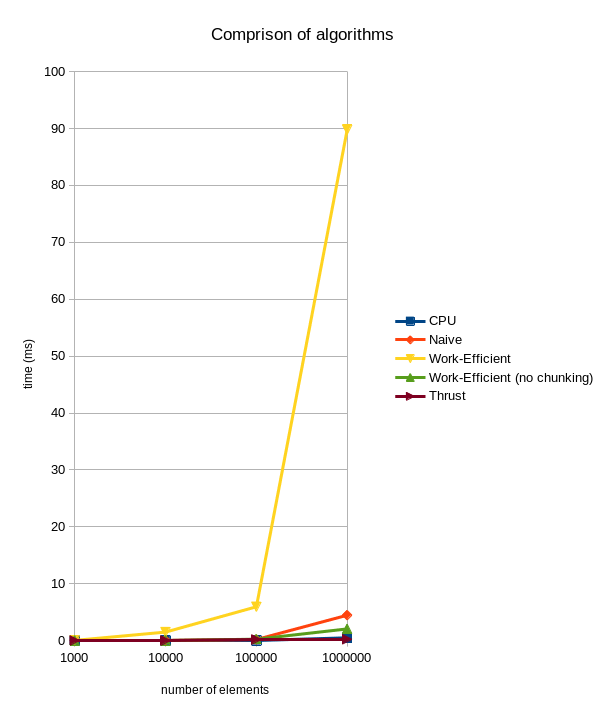 Comprison of algorithms
100
90
80
70
60
50
40
30
20
10
0
time (ms)
1000 10000 100000 1000000
number of elements
CPU
Naive
Work-Efficient
Work-Efficient (no chunking)
Thrust